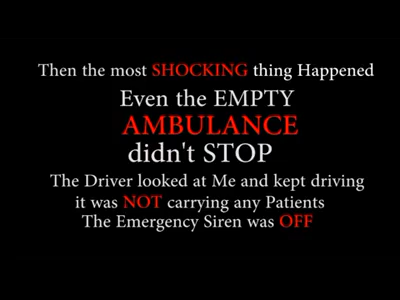 Then the most SHOCKING thing Happened
Even the EMPTY
AMBULANCE
didn't STOP
The Driver looked at Me and kept driving
it was NOT carrying any Patients
The Emergency Siren was OFF